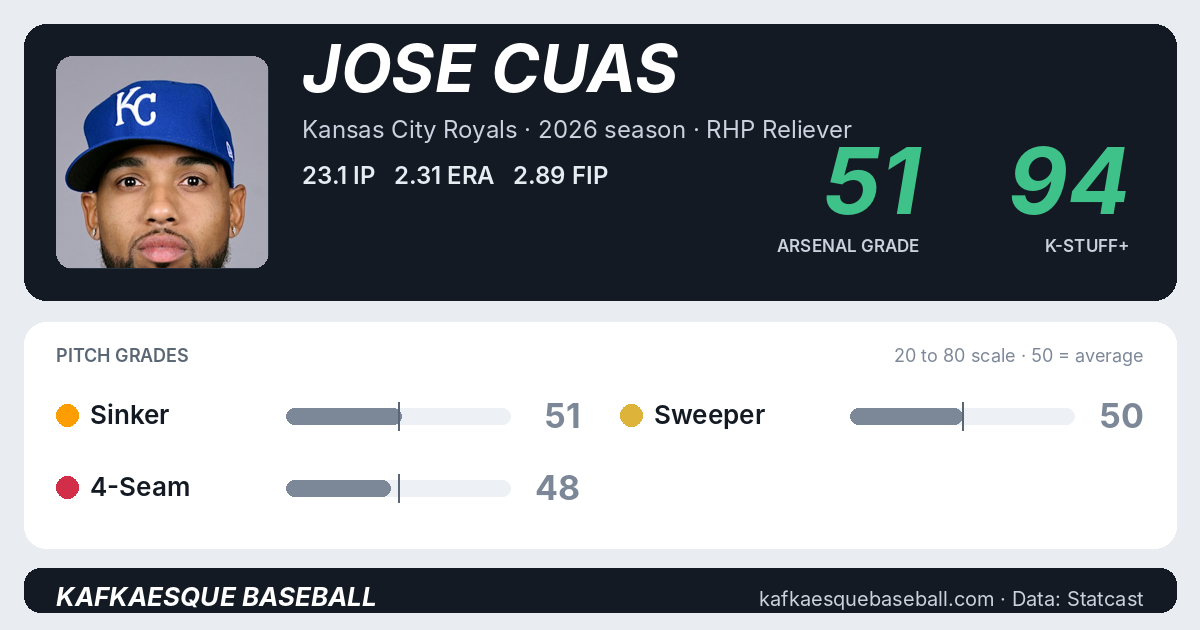 KC
JOSE CUAS
Kansas City Royals · 2026 season · RHP Reliever
23.1 IP 2.31 ERA 2.89 FIP
51 94
ARSENAL GRADE K-STUFF+
PITCH GRADES 20 to 80 scale · 50 = average
Sinker 51 Sweeper 50
4-Seam 48
KAFKAESQUE BASEBALL kafkaesquebaseball.com · Data: Statcast